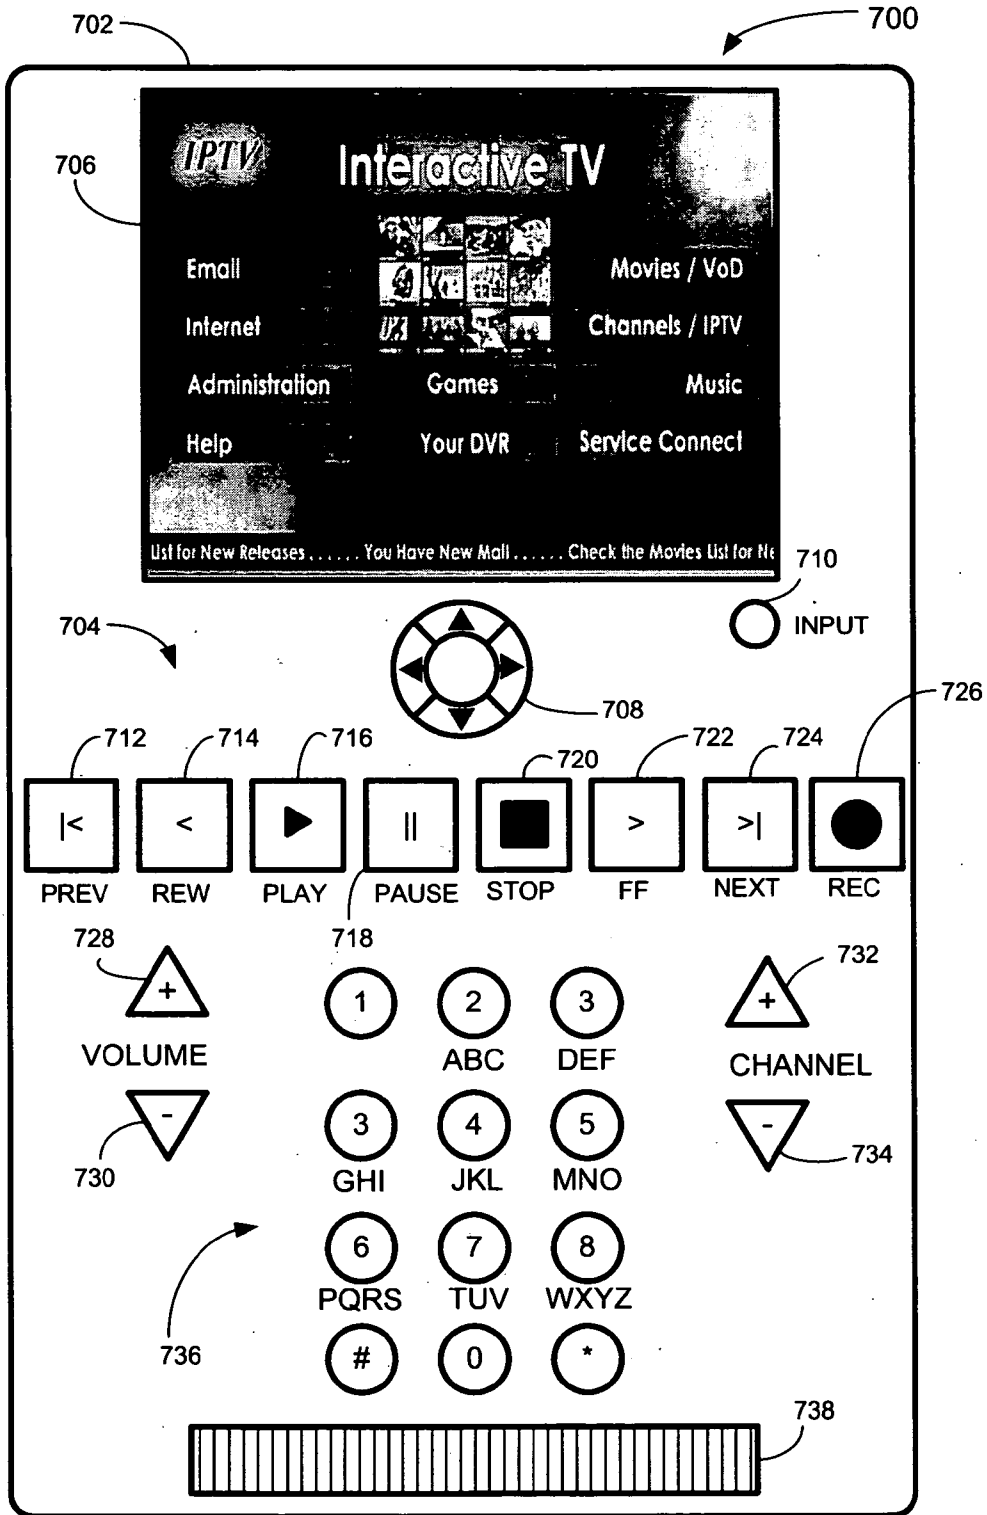 702
700
IPTV
Interactive TV
706
Email
Movies / VoD
Internet
Channels / IPTV
Administration
Games
Music
Help
Your DVR
Service Connect
List for New Releases . . . . . . You Have New Mail . . . . . . Check the Movies List for Ne
710
INPUT
704
708
726
712
714
716
720
722
724
|<
<
||
>
>|
PREV
REW
PLAY
PAUSE
STOP
FF
NEXT
REC
728
718
732
+
1
2
3
+
VOLUME
ABC
DEF
CHANNEL
-
3
4
5
-
730
GHI
JKL
MNO
734
6
7
8
PQRS
TUV
WXYZ
736
#
0
*
738